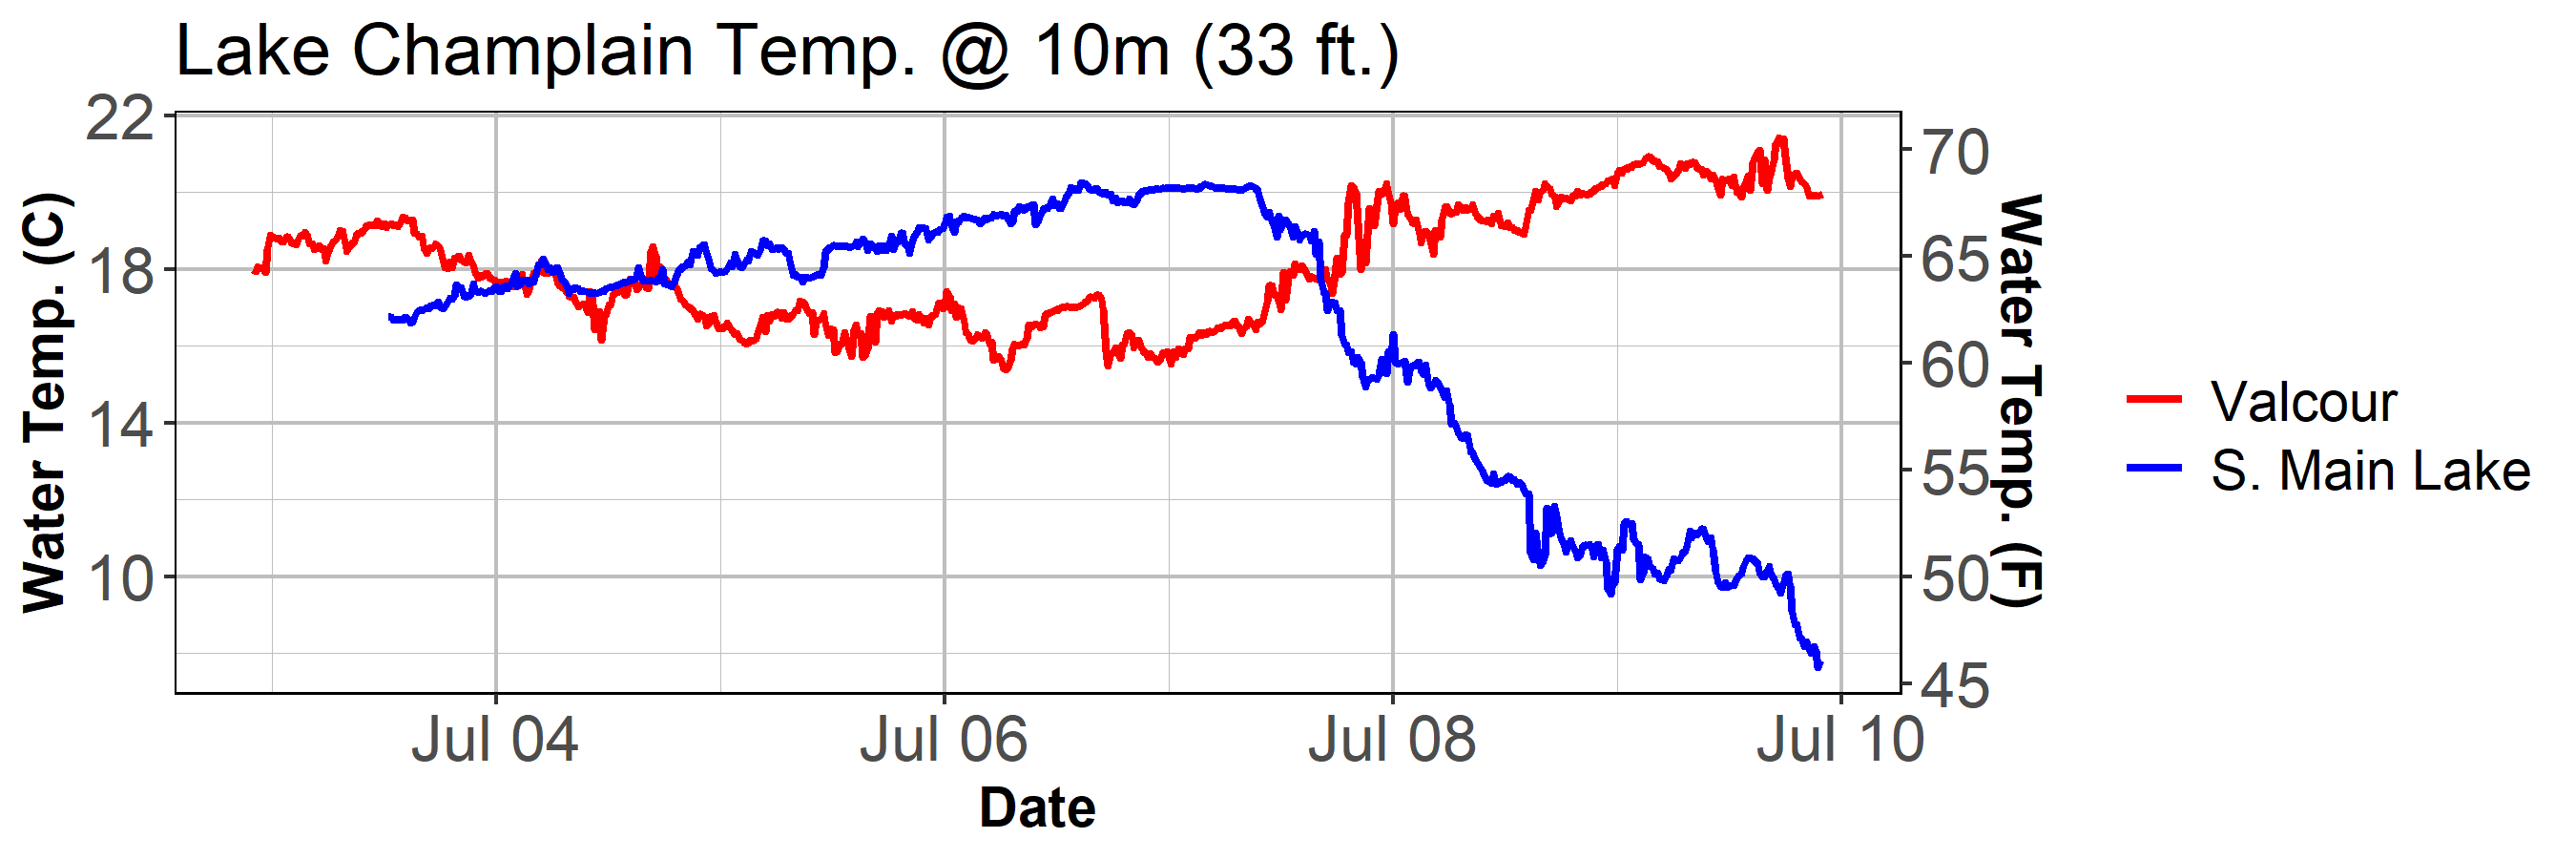 Lake Champlain Temp. @ 10m (33 ft.)
Water Temp. (C)
22
18
14
10
70
65
60
55
50
45
Water Temp. (F)
Jul 04
Jul 06
Jul 08
Jul 10
Date
Valcour
S. Main Lake